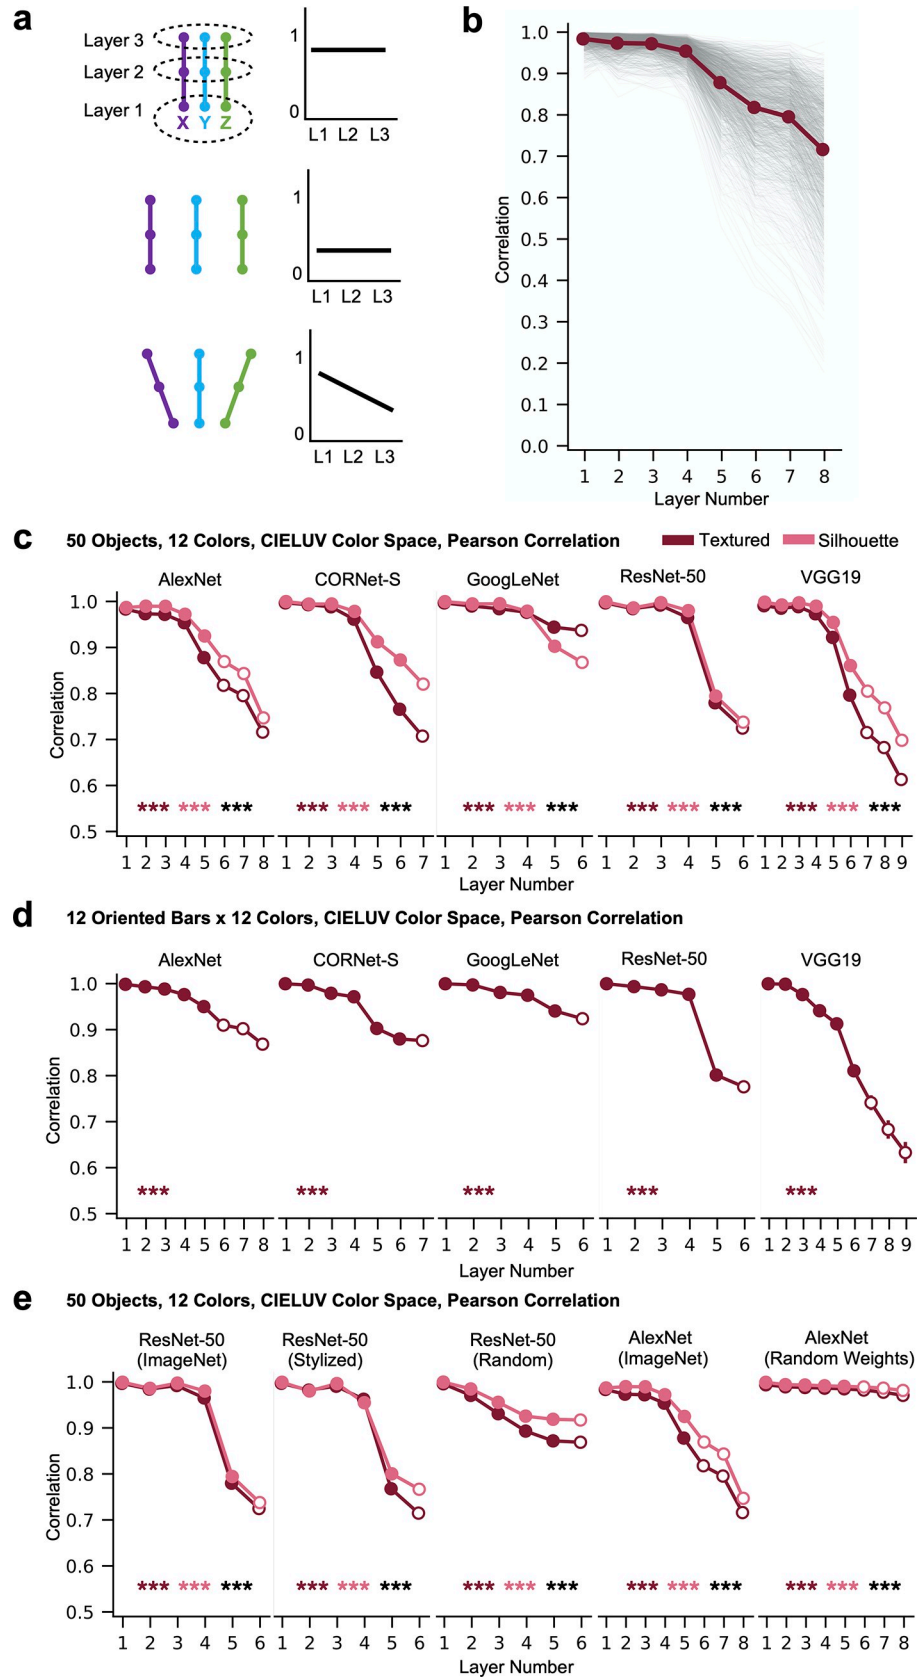 a
Layer 3
Layer 2
Layer 1
X Y Z
1
0
L1 L2 L3
1
0
L1 L2 L3
1
0
L1 L2 L3
b
Correlation
1.0
0.9
0.8
0.7
0.6
0.5
0.4
0.3
0.2
0.1
0.0
1 2 3 4 5 6 7 8
Layer Number
c 50 Objects, 12 Colors, CIELUV Color Space, Pearson Correlation Textured Silhouette
AlexNet CORNet-S GoogLeNet ResNet-50 VGG19
Correlation
1.0
0.9
0.8
0.7
0.6
0.5
*** *** *** *** *** *** *** *** *** *** *** *** *** *** ***
1 2 3 4 5 6 7 8 1 2 3 4 5 6 7 1 2 3 4 5 6 1 2 3 4 5 6 1 2 3 4 5 6 7 8 9
Layer Number
d 12 Oriented Bars x 12 Colors, CIELUV Color Space, Pearson Correlation
AlexNet CORNet-S GoogLeNet ResNet-50 VGG19
Correlation
1.0
0.9
0.8
0.7
0.6
0.5
*** *** *** *** ***
1 2 3 4 5 6 7 8 1 2 3 4 5 6 7 1 2 3 4 5 6 1 2 3 4 5 6 1 2 3 4 5 6 7 8 9
Layer Number
e 50 Objects, 12 Colors, CIELUV Color Space, Pearson Correlation
ResNet-50 ResNet-50 ResNet-50 AlexNet AlexNet
(ImageNet) (Stylized) (Random) (ImageNet) (Random Weights)
Correlation
1.0
0.9
0.8
0.7
0.6
0.5
*** *** *** *** *** *** *** *** *** *** *** *** *** *** ***
1 2 3 4 5 6 1 2 3 4 5 6 1 2 3 4 5 6 1 2 3 4 5 6 7 8 1 2 3 4 5 6 7 8
Layer Number